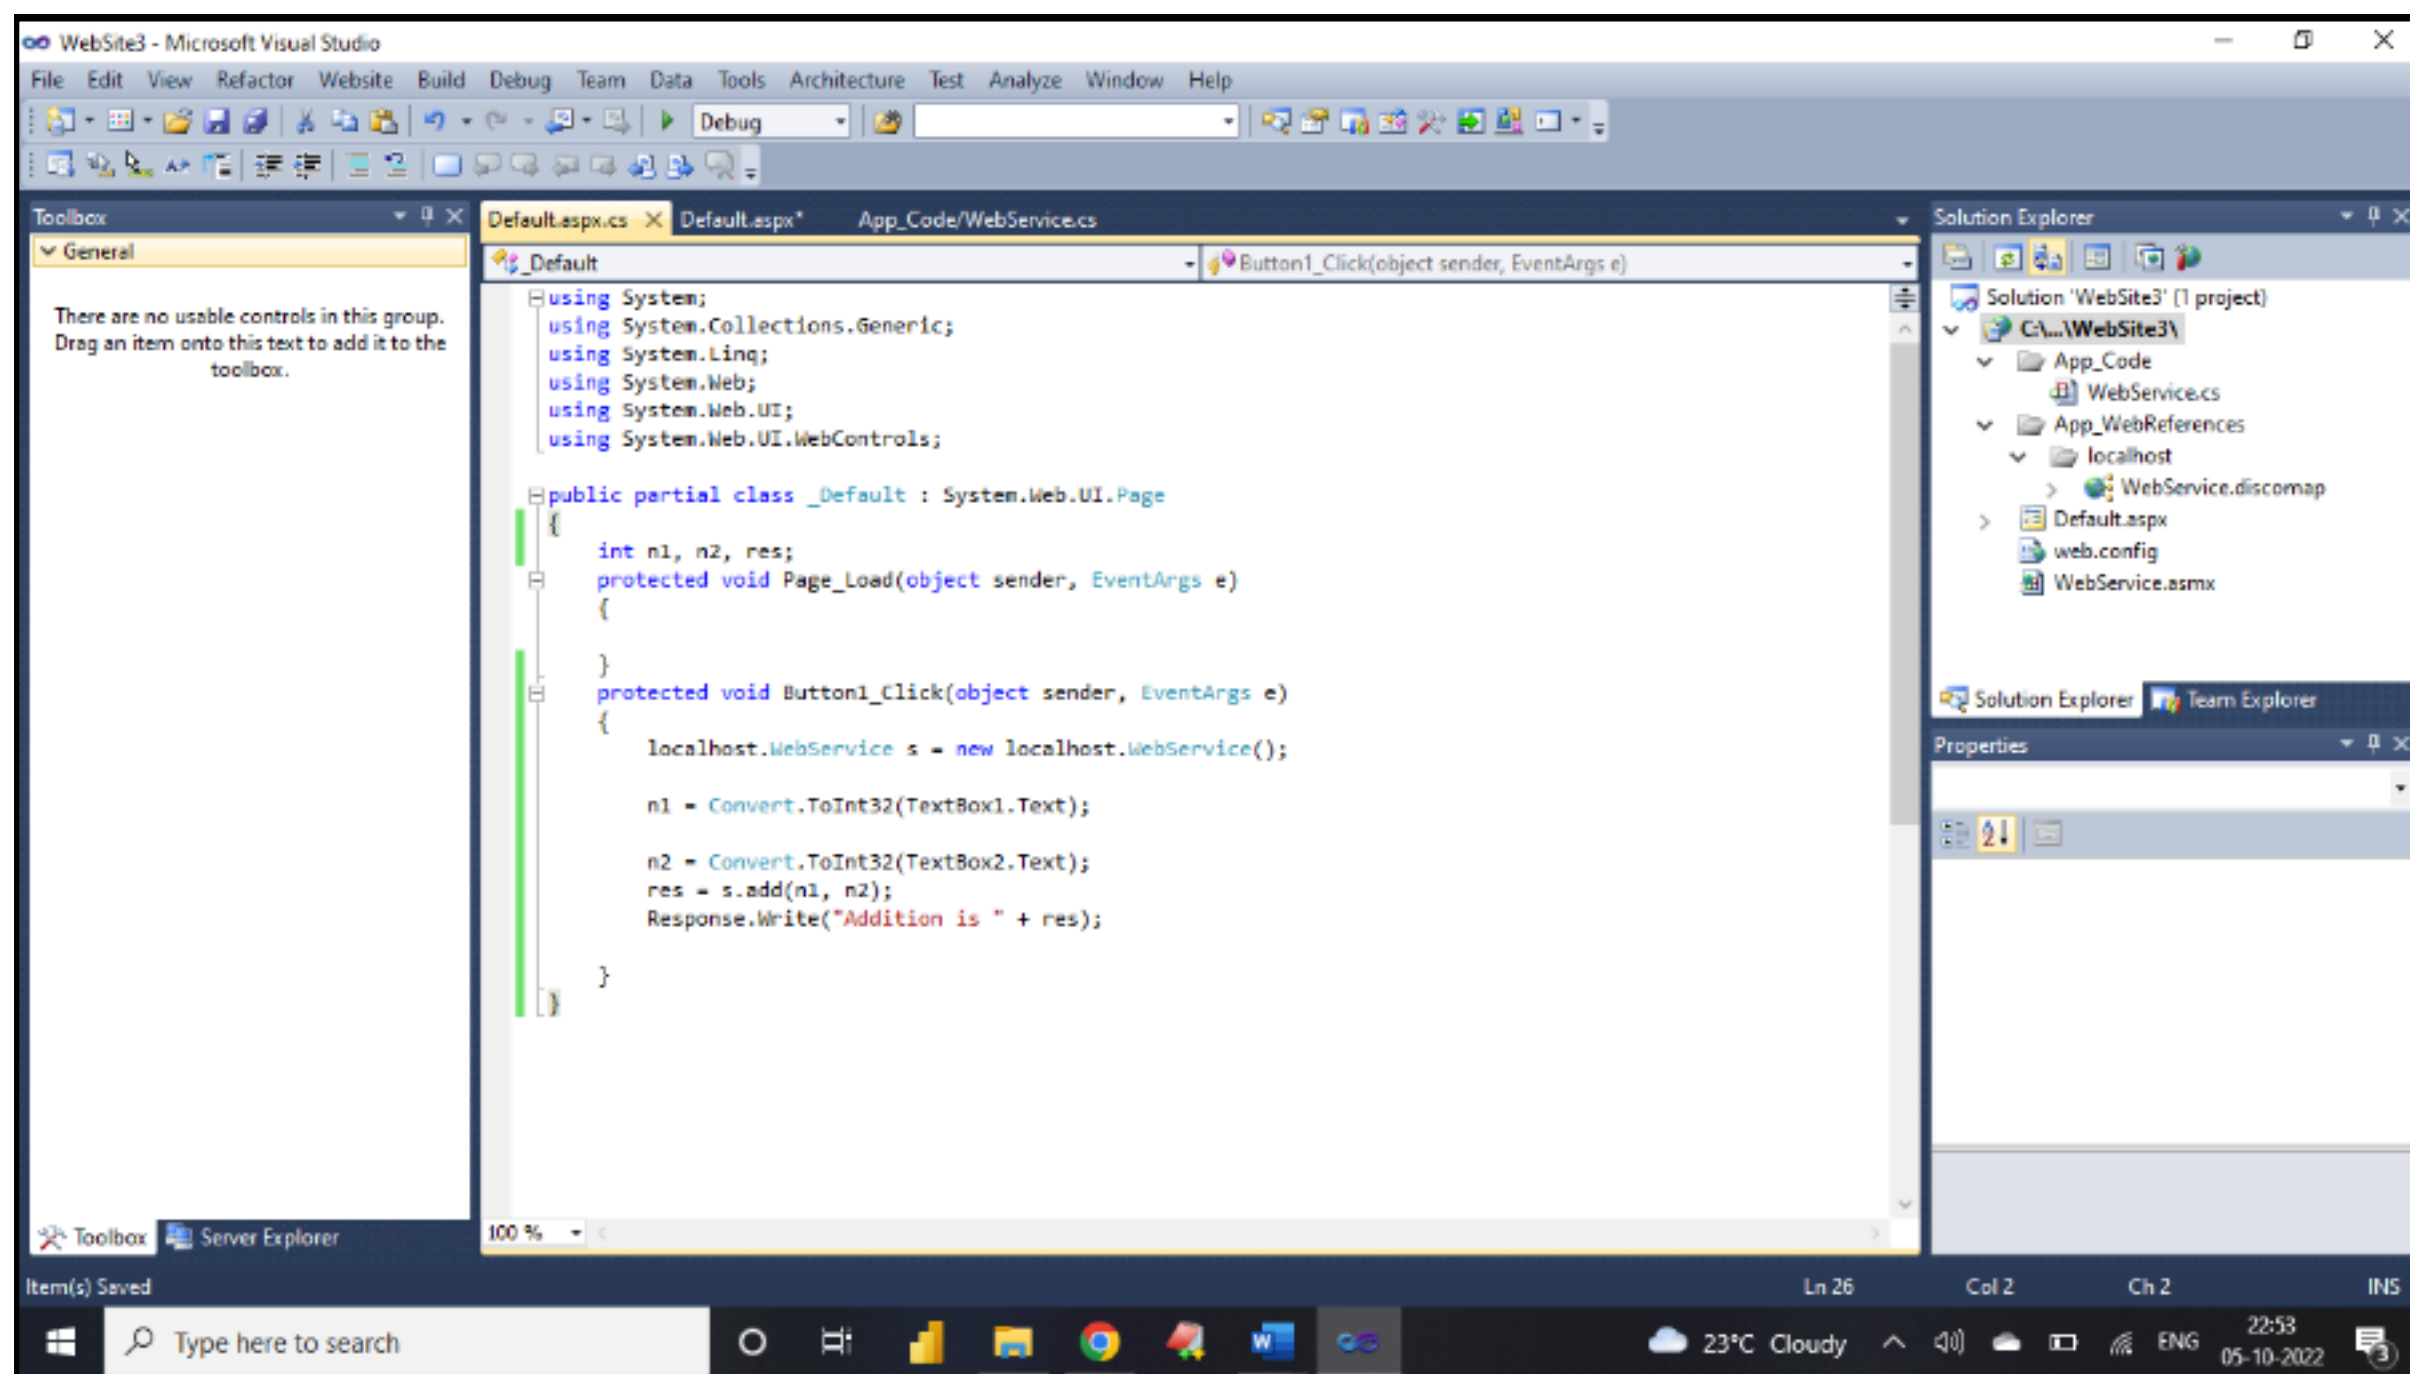 WebSite3 - Microsoft Visual Studio
File Edit View Refactor Website Build Debug Team Data Tools Architecture Test Analyze Window Help
Debug
Toolbox
General
There are no usable controls in this group.
Drag an item onto this text to add it to the
toolbox.
Default.aspx.cs Default.aspx* App_Code/WebService.cs
_Default Button1_Click(object sender, EventArgs e)
using System;
using System.Collections.Generic;
using System.Linq;
using System.Web;
using System.Web.UI;
using System.Web.UI.WebControls;
public partial class _Default : System.Web.UI.Page
{
int n1, n2, res;
protected void Page_Load(object sender, EventArgs e)
{
}
protected void Button1_Click(object sender, EventArgs e)
{
localhost.WebService s = new localhost.WebService();
n1 = Convert.ToInt32(TextBox1.Text);
n2 = Convert.ToInt32(TextBox2.Text);
res = s.add(n1, n2);
Response.Write("Addition is " + res);
}
}
100 %
Solution Explorer
Solution 'WebSite3' (1 project)
C:\...\WebSite3\
App_Code
WebService.cs
App_WebReferences
localhost
WebService.discomap
Default.aspx
web.config
WebService.asmx
Solution Explorer Team Explorer
Properties
Toolbox Server Explorer
Item(s) Saved Ln 26 Col 2 Ch 2 INS
Type here to search
23°C Cloudy ENG
22:53
05-10-2022
3